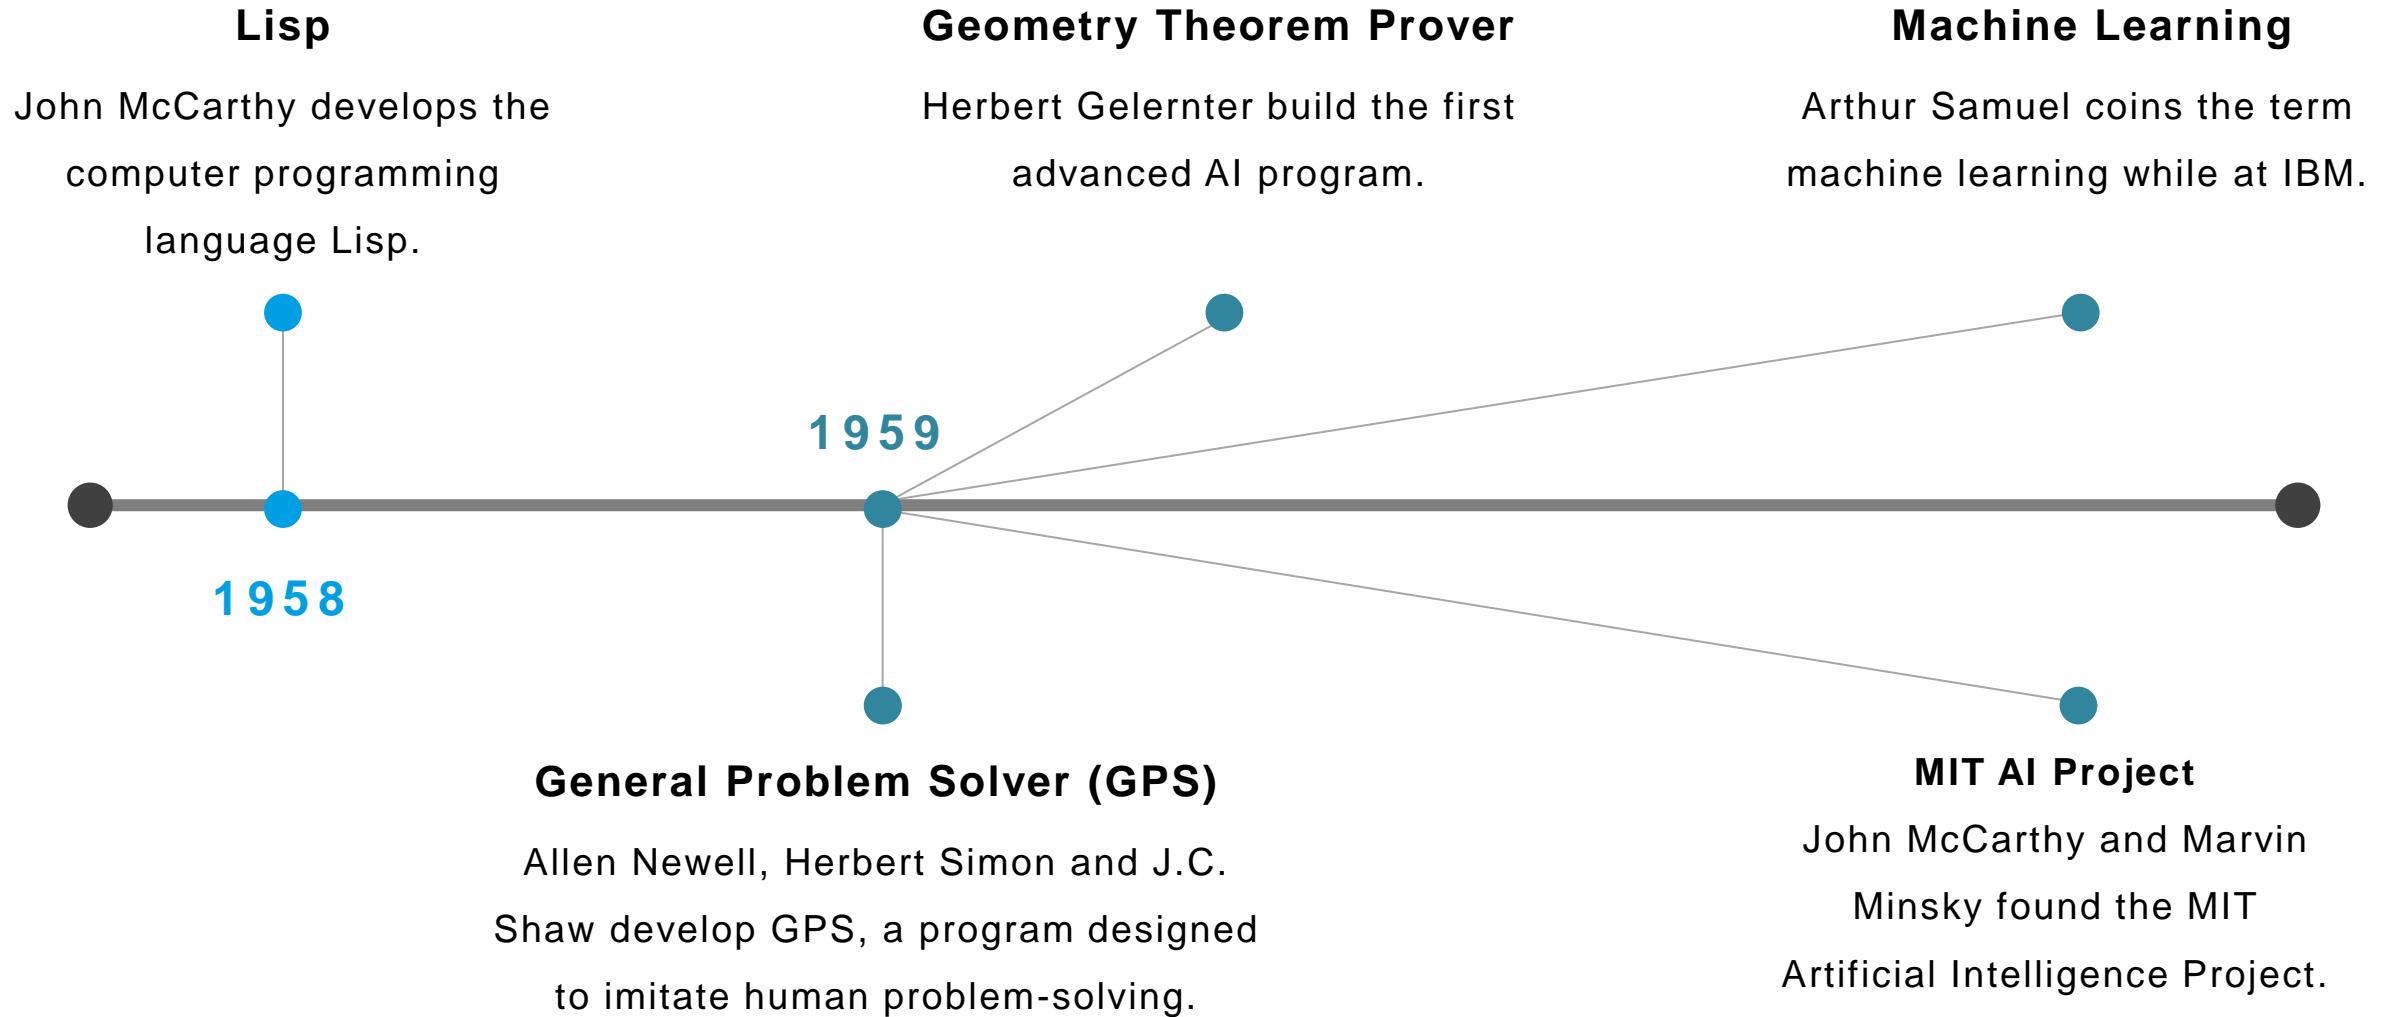 Lisp
John McCarthy develops the
computer programming
language Lisp.
1958
Geometry Theorem Prover
Herbert Gelernter build the first
advanced AI program.
Machine Learning
Arthur Samuel coins the term
machine learning while at IBM.
1959
General Problem Solver (GPS)
Allen Newell, Herbert Simon and J.C.
Shaw develop GPS, a program designed
to imitate human problem-solving.
MIT AI Project
John McCarthy and Marvin
Minsky found the MIT
Artificial Intelligence Project.